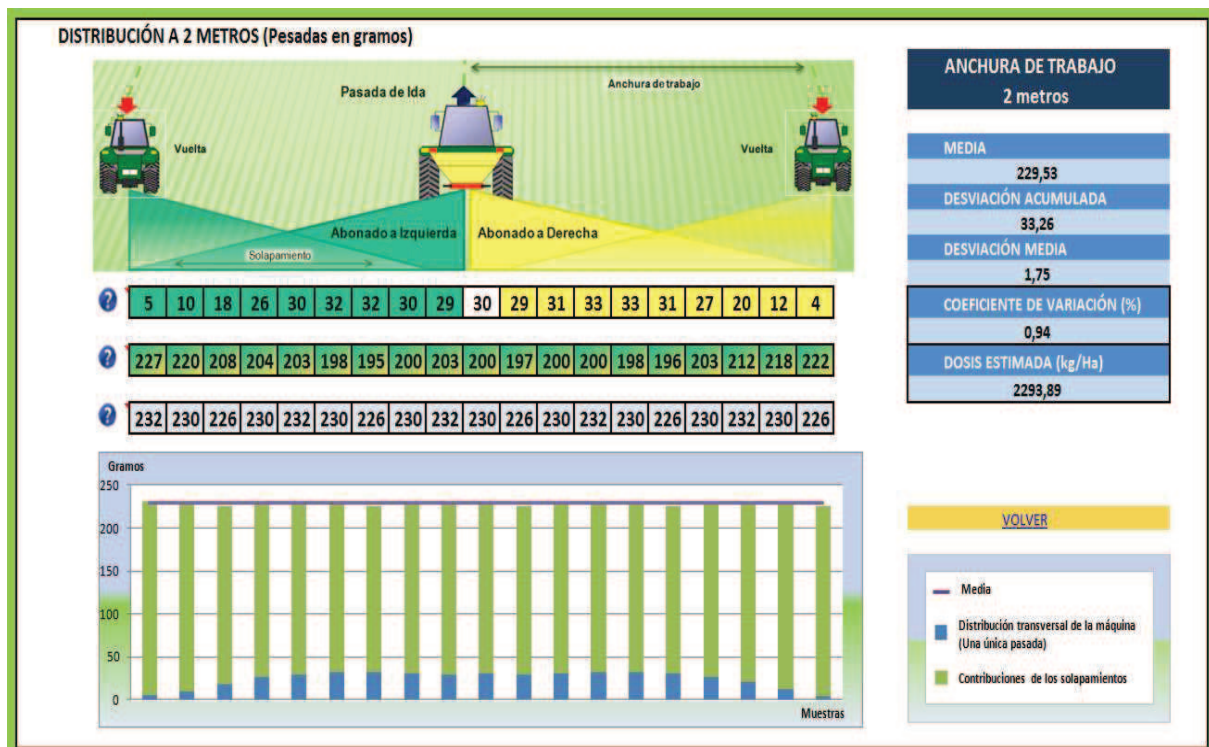 DISTRIBUCIÓN A 2 METROS (Pesadas en gramos)
Pasada de Ida
Anchura de trabajo
Vuelta
Vuelta
Abonado a Izquierda
Abonado a Derecha
Solapamiento
? 5 10 18 26 30 32 32 30 29 30 29 31 33 33 31 27 20 12 4
? 227 220 208 204 203 198 195 200 203 200 197 200 200 198 196 203 212 218 222
? 232 230 226 230 232 230 226 230 232 230 226 230 232 230 226 230 232 230 226
ANCHURA DE TRABAJO
2 metros
MEDIA
229,53
DESVIACIÓN ACUMULADA
33,26
DESVIACIÓN MEDIA
1,75
COEFICIENTE DE VARIACIÓN (%)
0,94
DOSIS ESTIMADA (kg/Ha)
2293,89
Gramos
250
200
150
100
50
0
Muestras
VOLVER
Media
Distribución transversal de la máquina
(Una única pasada)
Contribuciones de los solapamientos